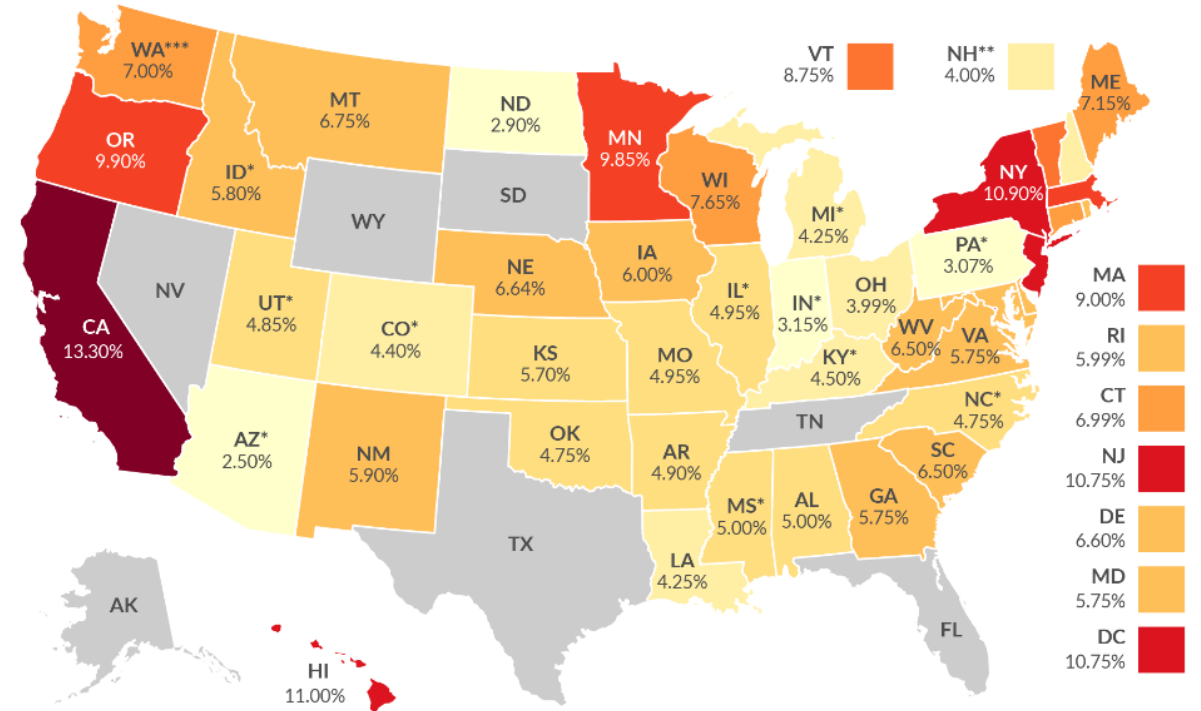 WA***
7.00%
VT
8.75%
NH**
4.00%
ME
7.15%
MT
6.75%
ND
2.90%
MN
9.85%
OR
9.90%
ID*
5.80%
WI
7.65%
NY
10.90%
SD
WY
MI*
4.25%
PA*
3.07%
NV
UT*
4.85%
NE
6.64%
IA
6.00%
IL*
4.95%
IN*
3.15%
OH
3.99%
CA
13.30%
CO*
4.40%
KS
5.70%
MO
4.95%
KY*
4.50%
WV
6.50%
VA
5.75%
AZ*
2.50%
NM
5.90%
OK
4.75%
AR
4.90%
TN
NC*
4.75%
SC
6.50%
MS*
5.00%
AL
5.00%
GA
5.75%
TX
LA
4.25%
AK
HI
11.00%
FL
MA
9.00%
RI
5.99%
CT
6.99%
NJ
10.75%
DE
6.60%
MD
5.75%
DC
10.75%